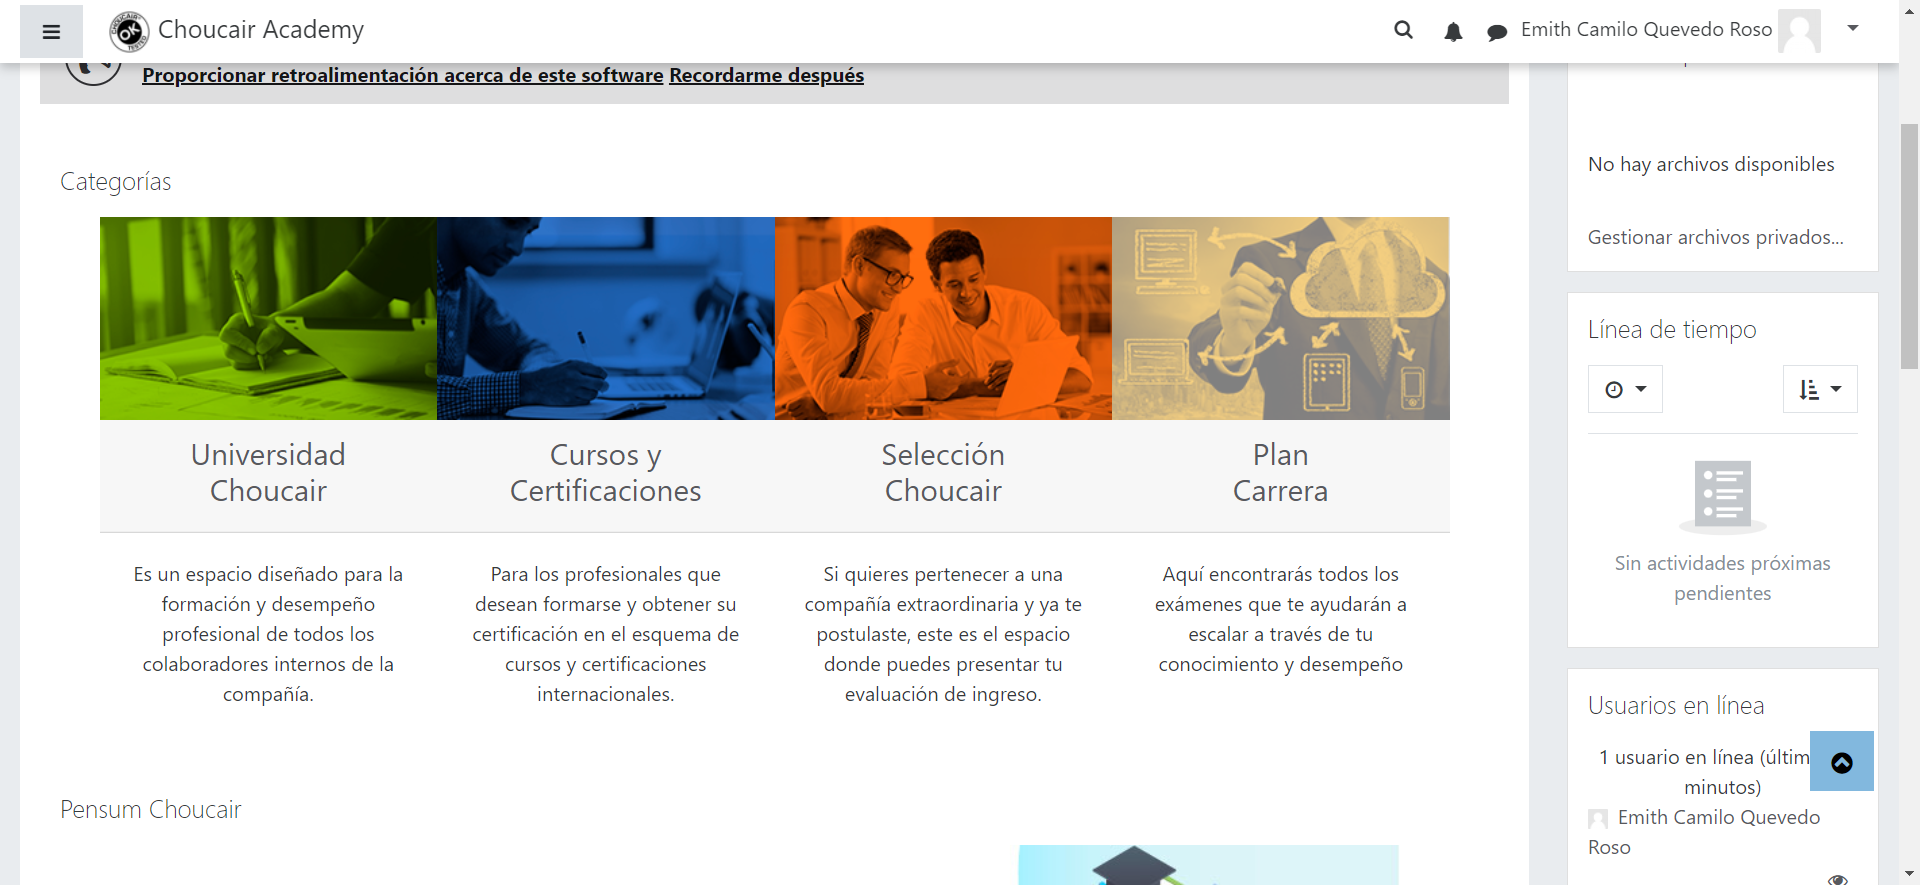 Choucair Academy
Emith Camilo Quevedo Roso
CHOUCAIR
OK
TESTED
Proporcionar retroalimentación acerca de este software Recordarme después
Categorías
Universidad
Choucair
Cursos y
Certificaciones
Selección
Choucair
Plan
Carrera
Es un espacio diseñado para la
formación y desempeño
profesional de todos los
colaboradores internos de la
compañía.
Para los profesionales que
desean formarse y obtener su
certificación en el esquema de
cursos y certificaciones
internacionales.
Si quieres pertenecer a una
compañía extraordinaria y ya te
postulaste, este es el espacio
donde puedes presentar tu
evaluación de ingreso.
Aquí encontrarás todos los
exámenes que te ayudarán a
escalar a través de tu
conocimiento y desempeño
Pensum Choucair
No hay archivos disponibles
Gestionar archivos privados...
Línea de tiempo
Sin actividades próximas
pendientes
Usuarios en línea
1 usuario en línea (últim
minutos)
Emith Camilo Quevedo
Roso